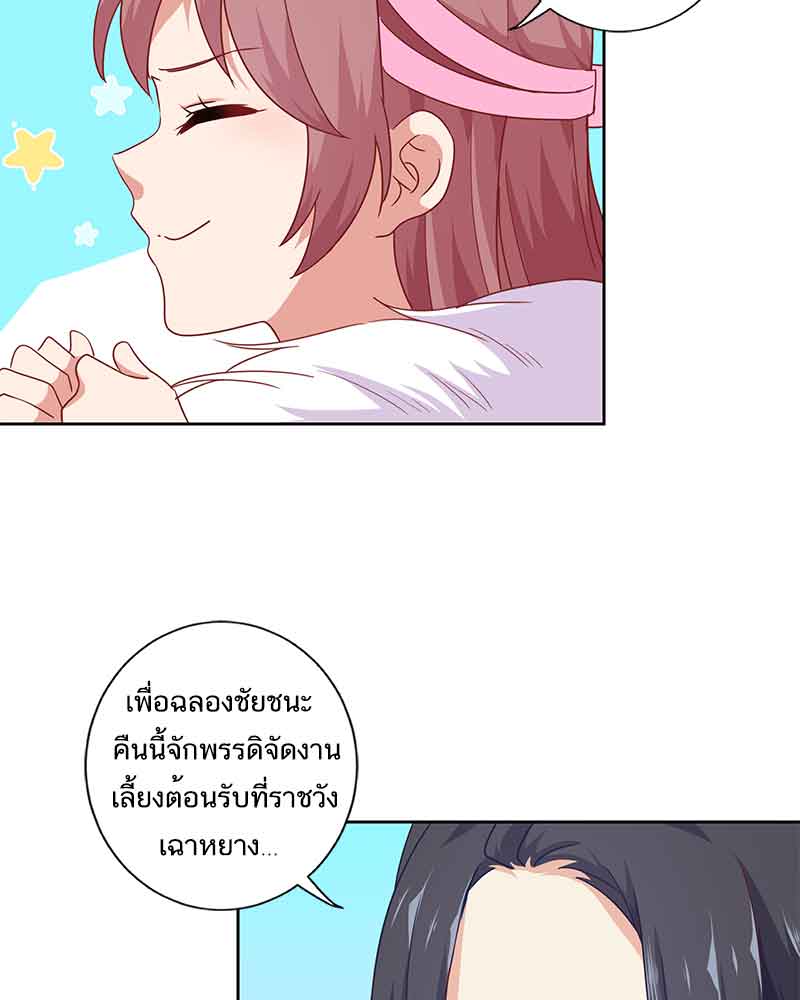 เพื่อฉลองชัยชนะ
คืนนี้จักพรรดิจัดงาน
เลี้ยงต้อนรับที่ราชวัง
เฉาหยาง...